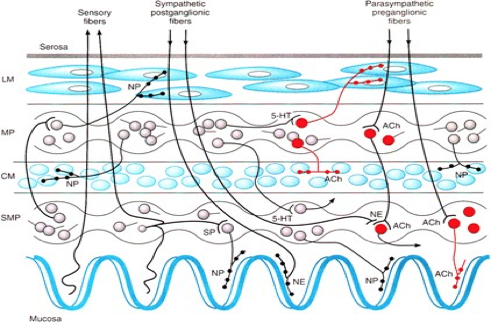 Sensory
fibers
Sympathetic
postganglionic
fibers
Parasympathetic
preganglionic
fibers
Serosa
LM
NP
5-HT
MP
ACh
CM
NP
ACh
NP
SMP
SP
5-HT
NE
ACh
ACh
NP
NE
NP
ACh
Mucosa